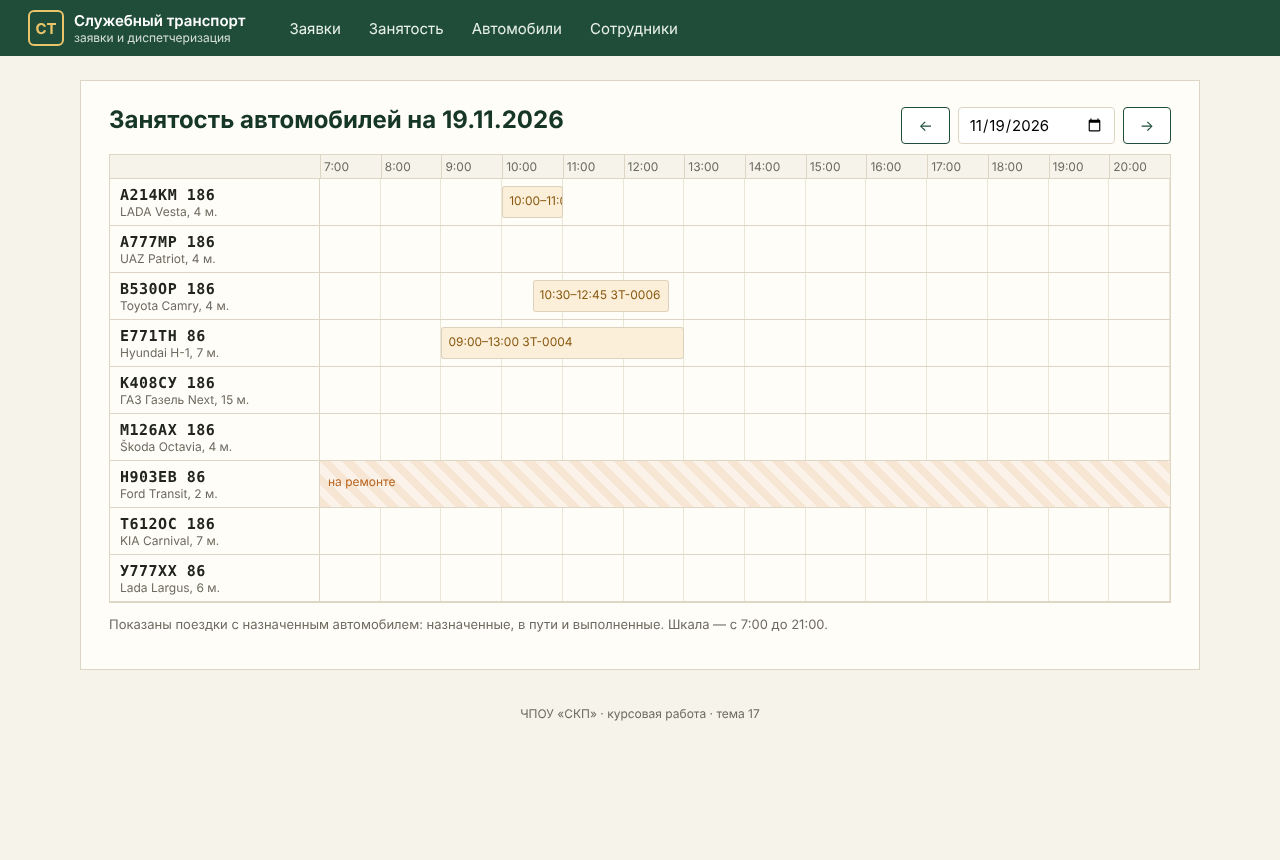 СТ
Служебный транспорт
заявки и диспетчеризация
Заявки Занятость Автомобили Сотрудники
Занятость автомобилей на 19.11.2026
← 11/19/2026 →
7:00 8:00 9:00 10:00 11:00 12:00 13:00 14:00 15:00 16:00 17:00 18:00 19:00 20:00
А214КМ 186
LADA Vesta, 4 м.
10:00–11:0
А777МР 186
UAZ Patriot, 4 м.
В530ОР 186
Toyota Camry, 4 м.
10:30–12:45 ЗТ-0006
Е771ТН 86
Hyundai H-1, 7 м.
09:00–13:00 ЗТ-0004
К408СУ 186
ГАЗ Газель Next, 15 м.
М126АХ 186
Škoda Octavia, 4 м.
Н903ЕВ 86
Ford Transit, 2 м.
на ремонте
Т612ОС 186
KIA Carnival, 7 м.
У777ХХ 86
Lada Largus, 6 м.
Показаны поездки с назначенным автомобилем: назначенные, в пути и выполненные. Шкала — с 7:00 до 21:00.
ЧПОУ «СКП» · курсовая работа · тема 17